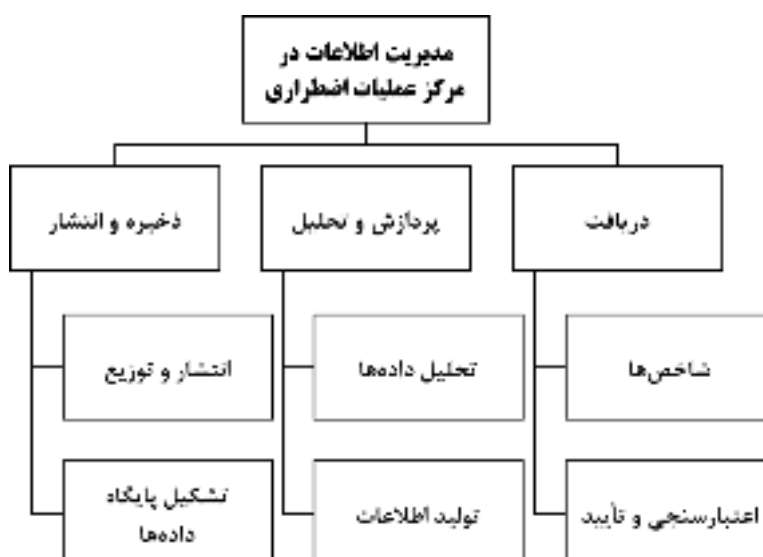 مدیریت اطلاعات در
مرکز عملیات اضطراری
دریافت
پردازش و تحلیل
ذخیره و انتشار
شاخص‌ها
تحلیل داده‌ها
انتشار و توزیع
اعتبارسنجی و تأیید
تولید اطلاعات
تشکیل پایگاه
داده‌ها